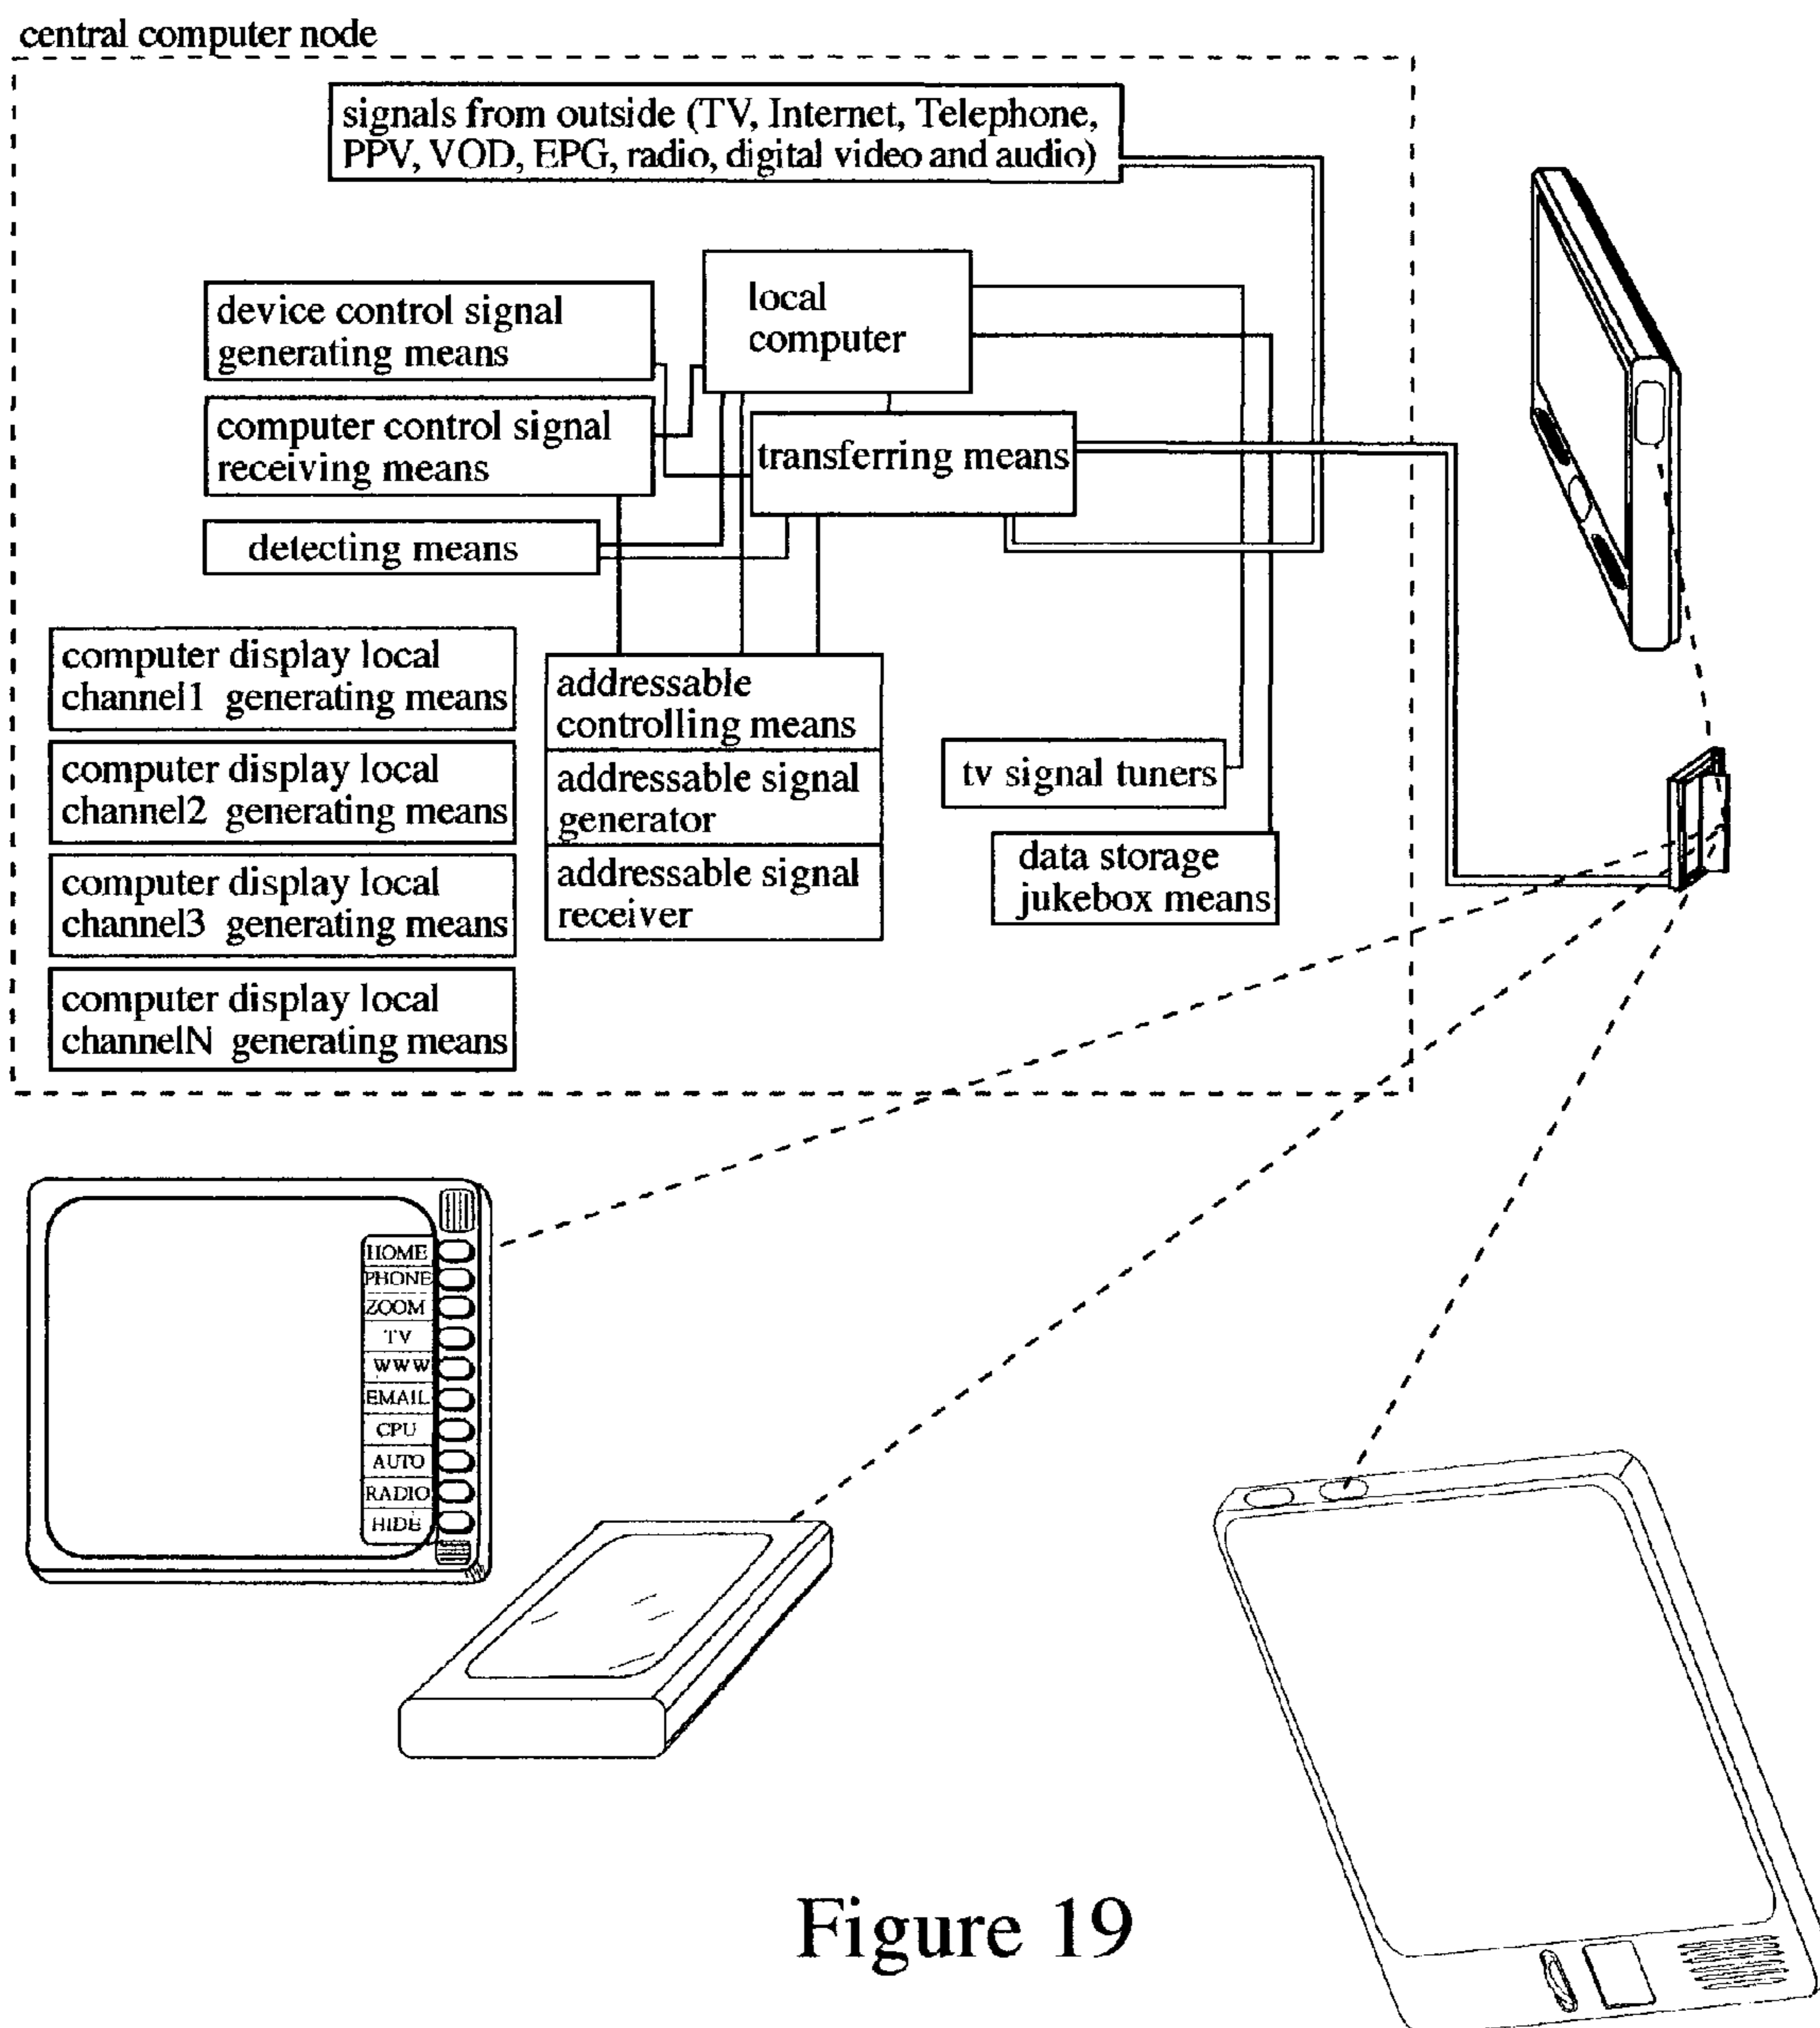 central computer node
signals from outside (TV, Internet, Telephone,
PPV, VOD, EPG, radio, digital video and audio)
local
computer
device control signal
generating means
computer control signal
receiving means
transferring means
detecting means
computer display local
channel1 generating means
computer display local
channel2 generating means
computer display local
channel3 generating means
computer display local
channelN generating means
addressable
controlling means
addressable signal
generator
addressable signal
receiver
tv signal tuners
data storage
jukebox means
HOME
PHONE
ZOOM
TV
WWW
EMAIL
CPU
AUTO
RADIO
HIDE
Figure 19